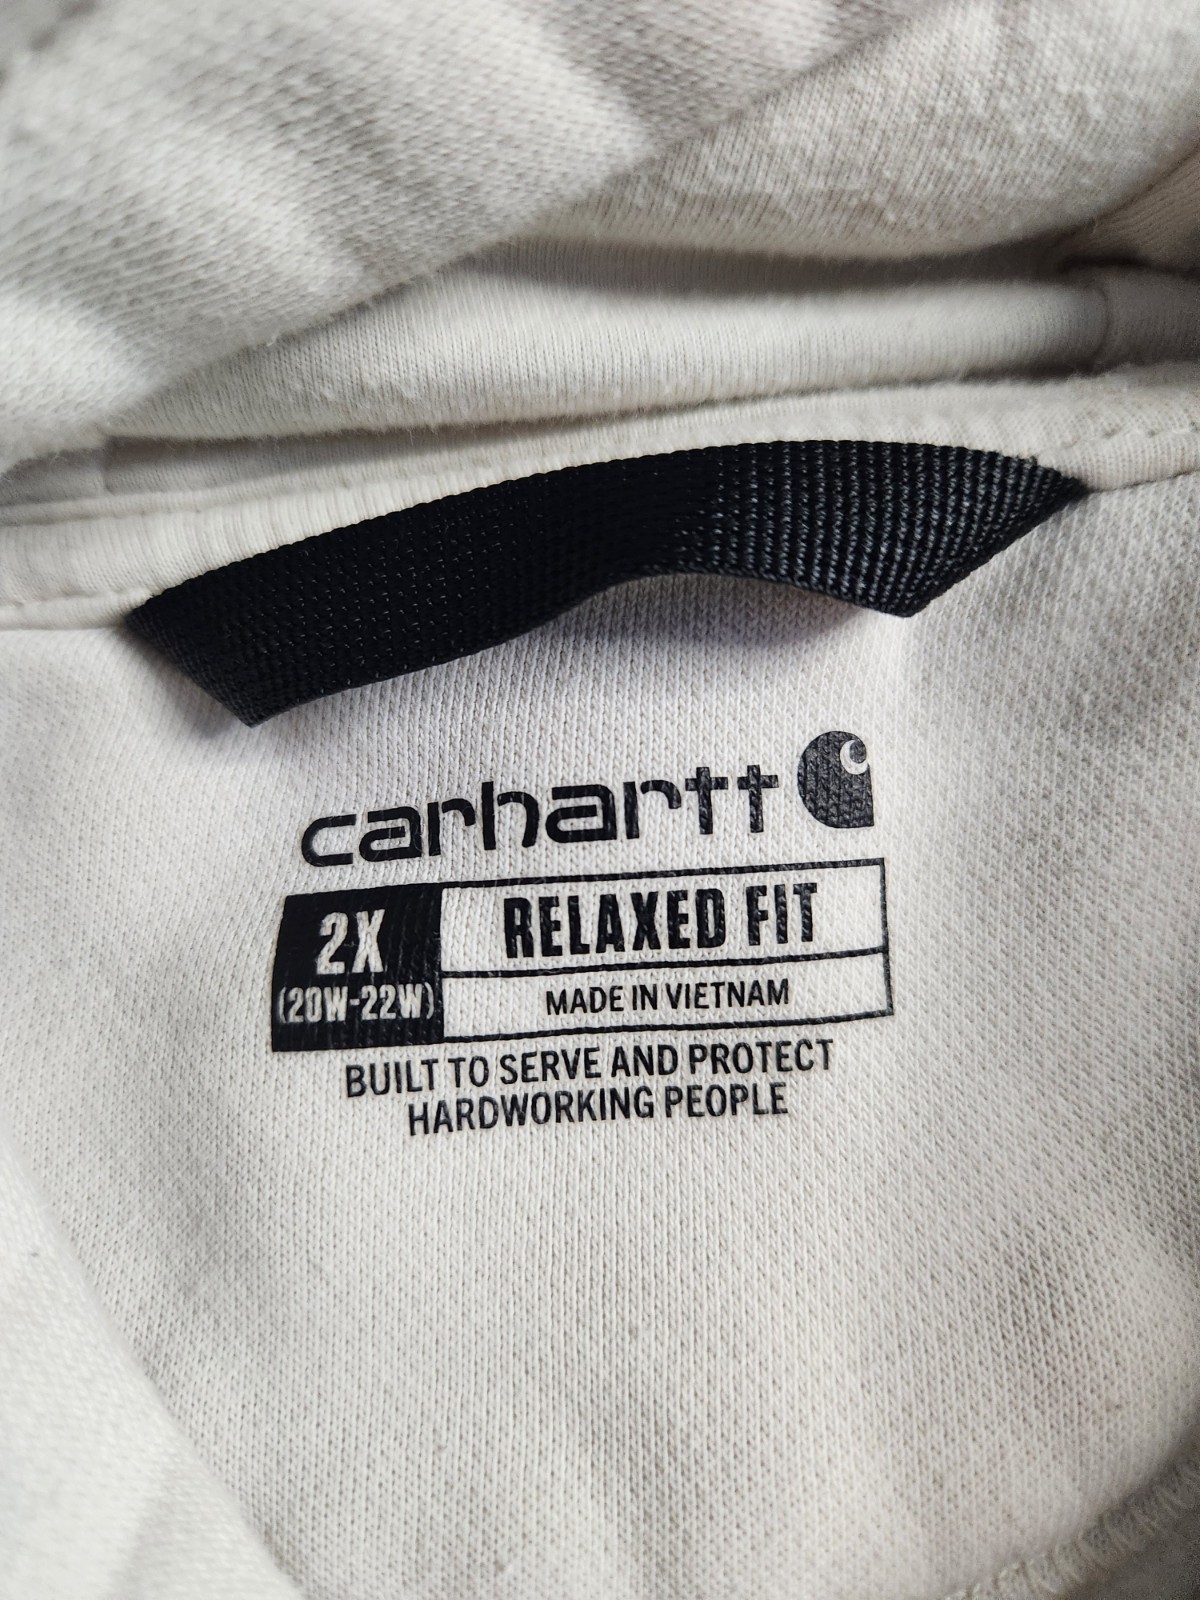 carhartt
2X
(20W-22W)
RELAXED FIT
MADE IN VIETNAM
BUILT TO SERVE AND PROTECT
HARDWORKING PEOPLE